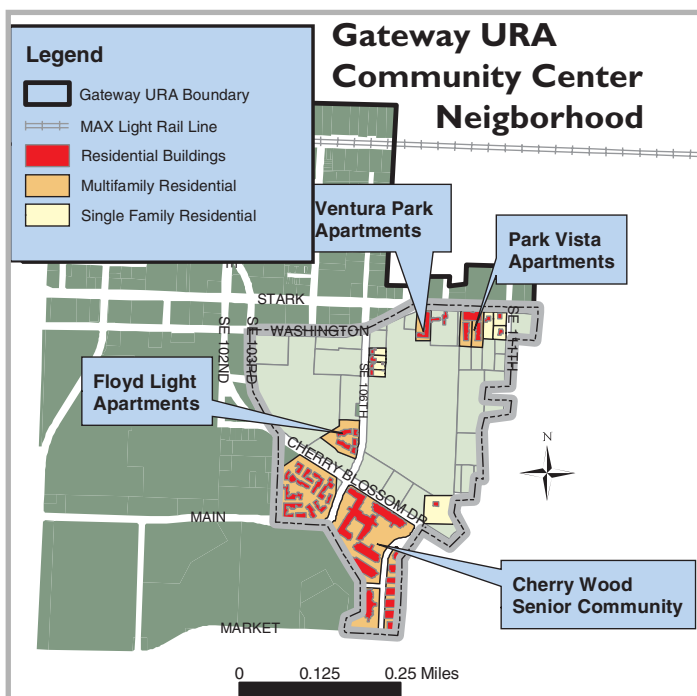 Gateway URA
Community Center
Neigborhood
Legend
Gateway URA Boundary
MAX Light Rail Line
Residential Buildings
Multifamily Residential
Single Family Residential
Ventura Park
Apartments
Park Vista
Apartments
STARK
WASHINGTON
SE 102ND
SE 103RD
SE 106TH
SE 111TH
Floyd Light
Apartments
CHERRY BLOSSOM DR
N
MAIN
Cherry Wood
Senior Community
MARKET
0 0.125 0.25 Miles